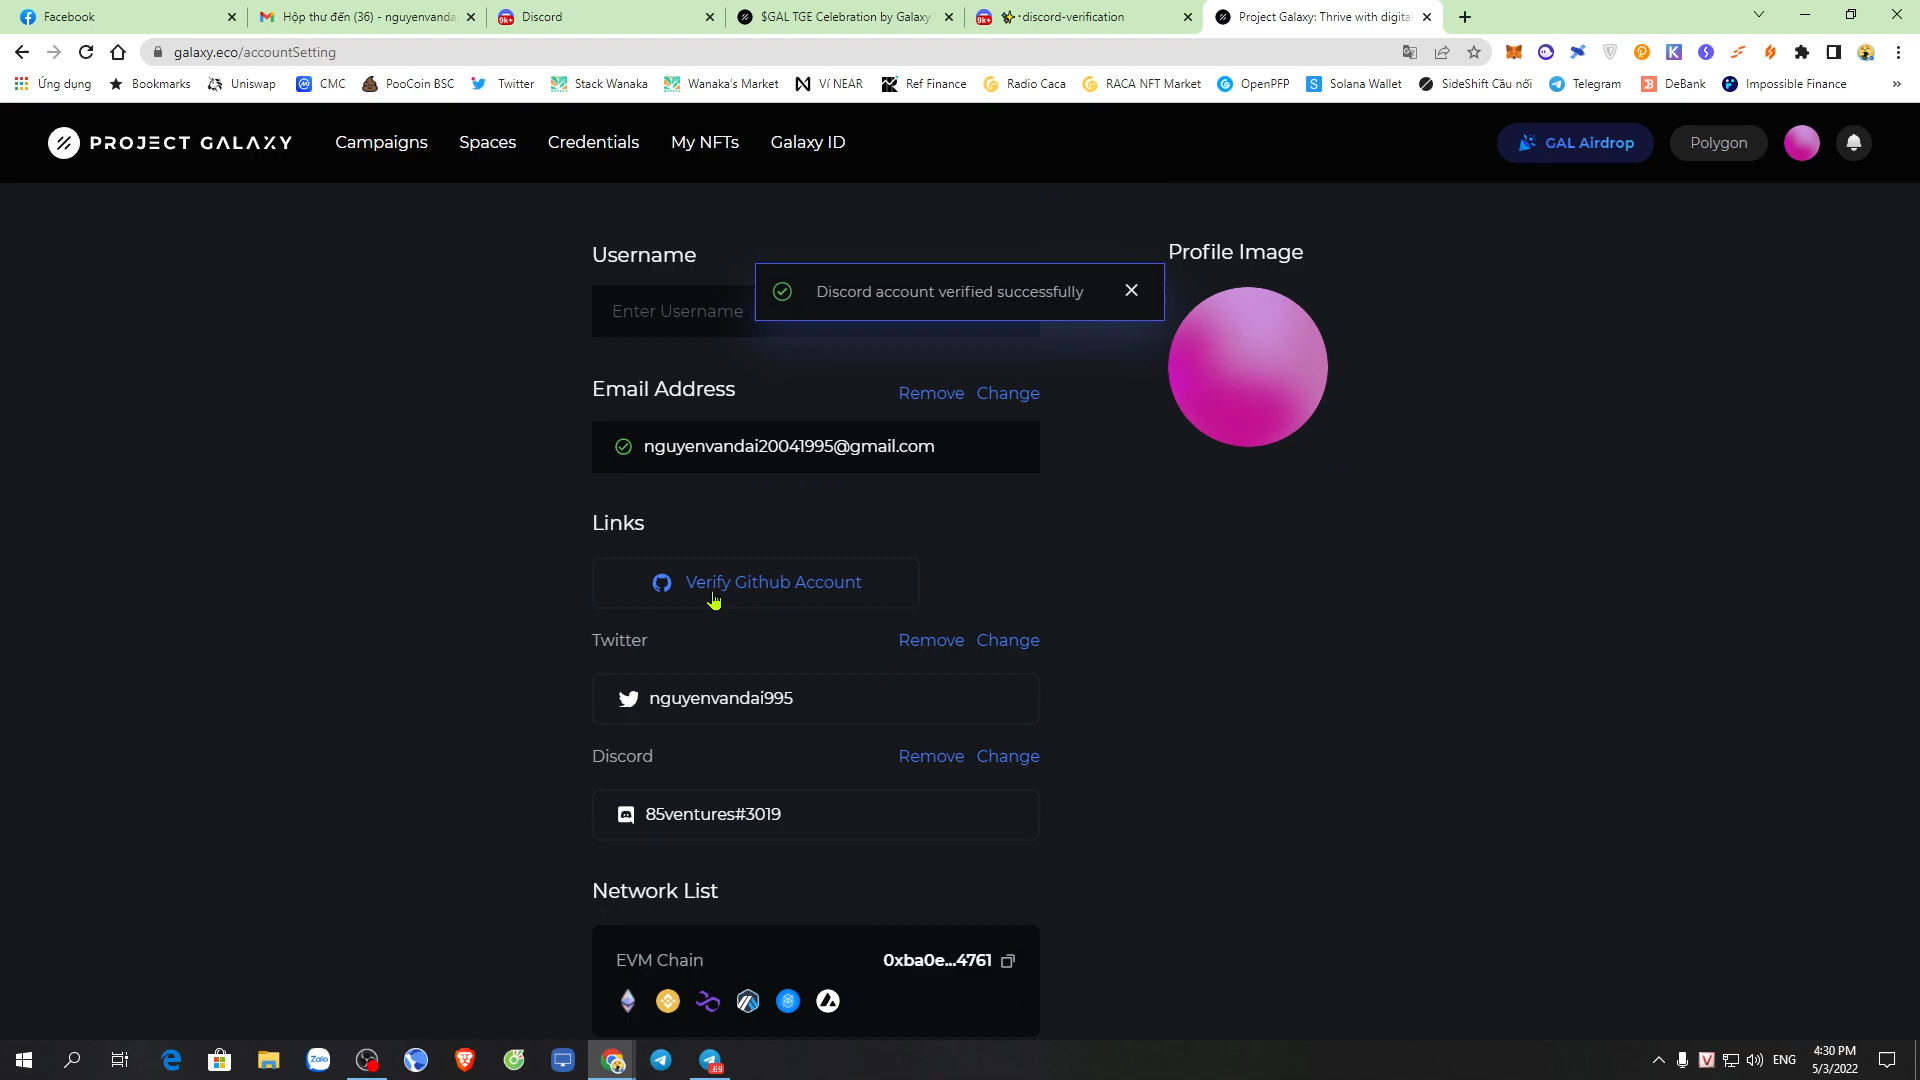 Facebook
Hộp thư đến (36) - nguyenvanda
Discord
$GAL TGE Celebration by Galaxy
discord-verification
Project Galaxy: Thrive with digita
galaxy.eco/accountSetting
Ứng dụng
Bookmarks
Uniswap
CMC
PooCoin BSC
Twitter
Stack Wanaka
Wanaka's Market
Ví NEAR
Ref Finance
Radio Caca
RACA NFT Market
OpenPFP
Solana Wallet
SideShift Cầu nối
Telegram
DeBank
Impossible Finance
»
PROJECT GALAXY
Campaigns
Spaces
Credentials
My NFTs
Galaxy ID
GAL Airdrop
Polygon
Username
Profile Image
Discord account verified successfully
Enter Username
Email Address
Remove Change
nguyenvandai20041995@gmail.com
Links
Verify Github Account
Twitter
Remove Change
nguyenvandai995
Discord
Remove Change
85ventures#3019
Network List
EVM Chain
0xba0e...4761
Zalo
.69
ENG
4:30 PM
5/3/2022